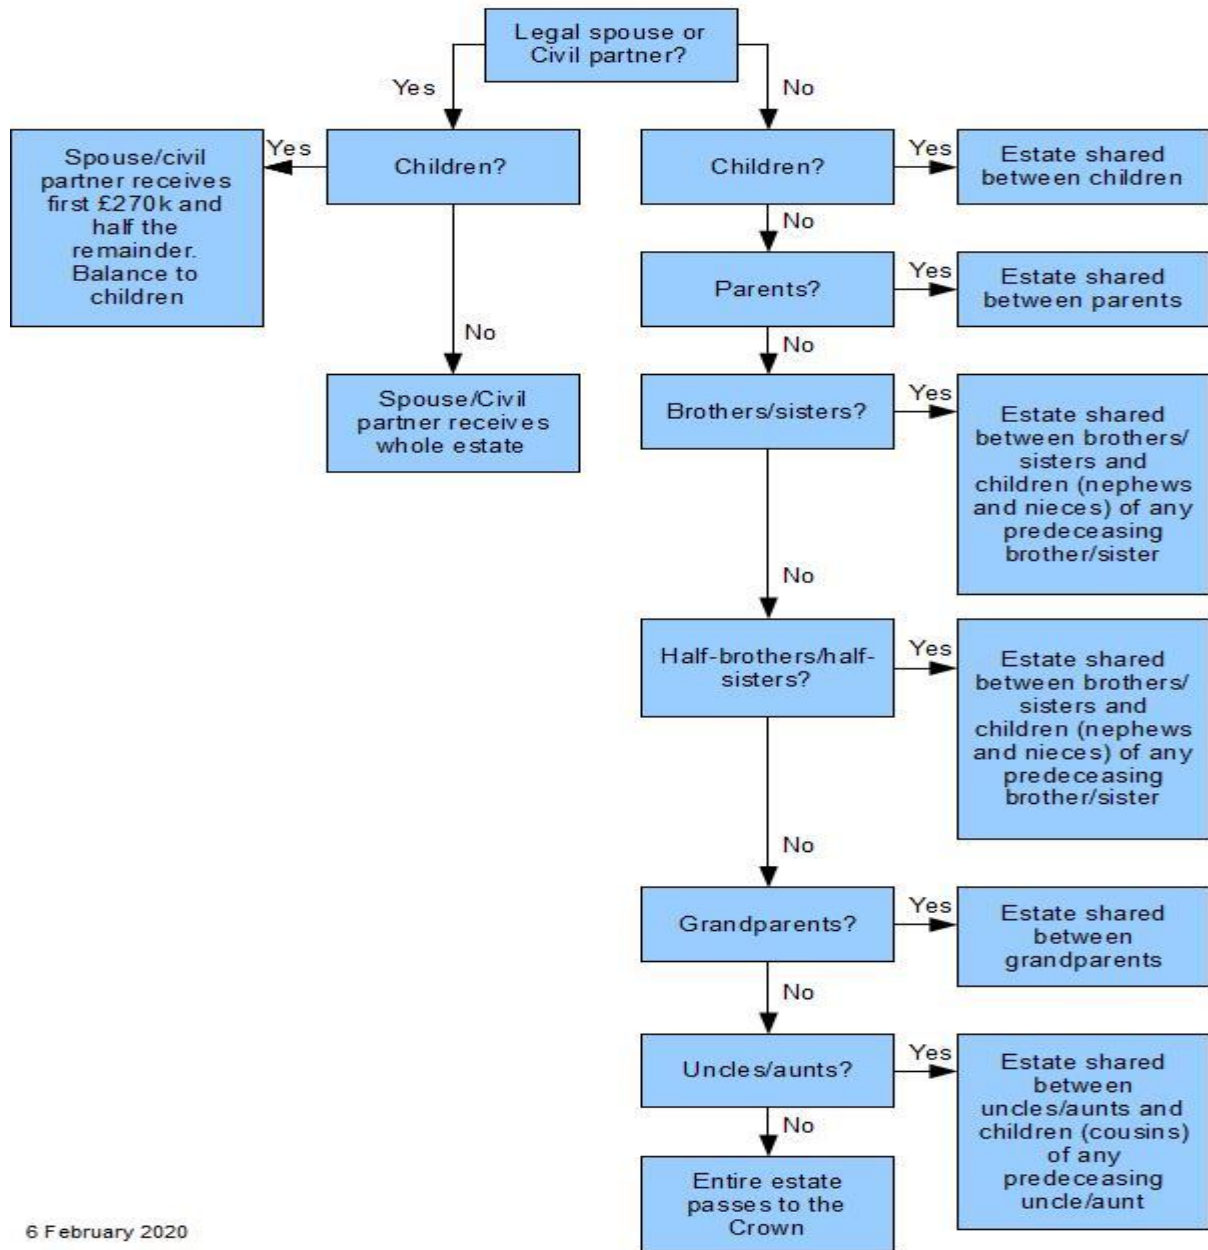 Legal spouse or
Civil partner?
Yes
No
Spouse/civil
partner receives
first £270k and
half the
remainder.
Balance to
children
Yes
Children?
Children?
Yes
Estate shared
between children
No
Parents?
Yes
Estate shared
between parents
No
No
Spouse/Civil
partner receives
whole estate
Brothers/sisters?
Yes
Estate shared
between brothers/
sisters and
children (nephews
and nieces) of any
predeceasing
brother/sister
No
Half-brothers/half-
sisters?
Yes
Estate shared
between brothers/
sisters and
children (nephews
and nieces) of any
predeceasing
brother/sister
No
Grandparents?
Yes
Estate shared
between
grandparents
No
Uncles/aunts?
Yes
Estate shared
between
uncles/aunts and
children (cousins)
of any
predeceasing
uncle/aunt
No
Entire estate
passes to the
Crown
6 February 2020